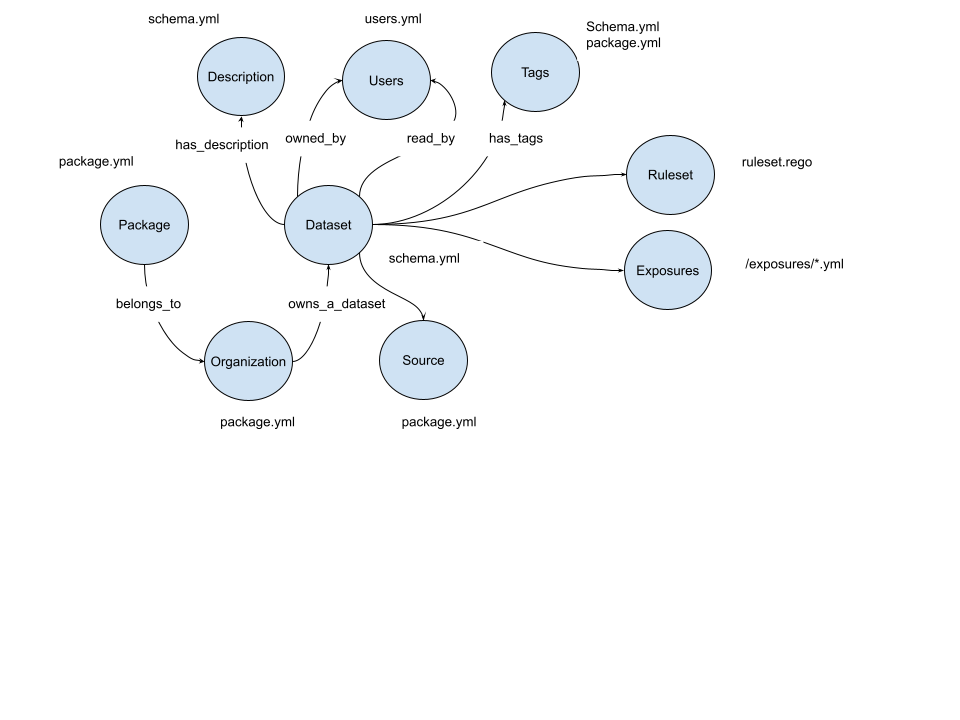 schema.yml
users.yml
Schema.yml
package.yml
Description
Users
Tags
has_description
owned_by
read_by
has_tags
package.yml
Ruleset
ruleset.rego
Package
Dataset
schema.yml
Exposures
/exposures/*.yml
belongs_to
owns_a_dataset
Organization
Source
package.yml
package.yml